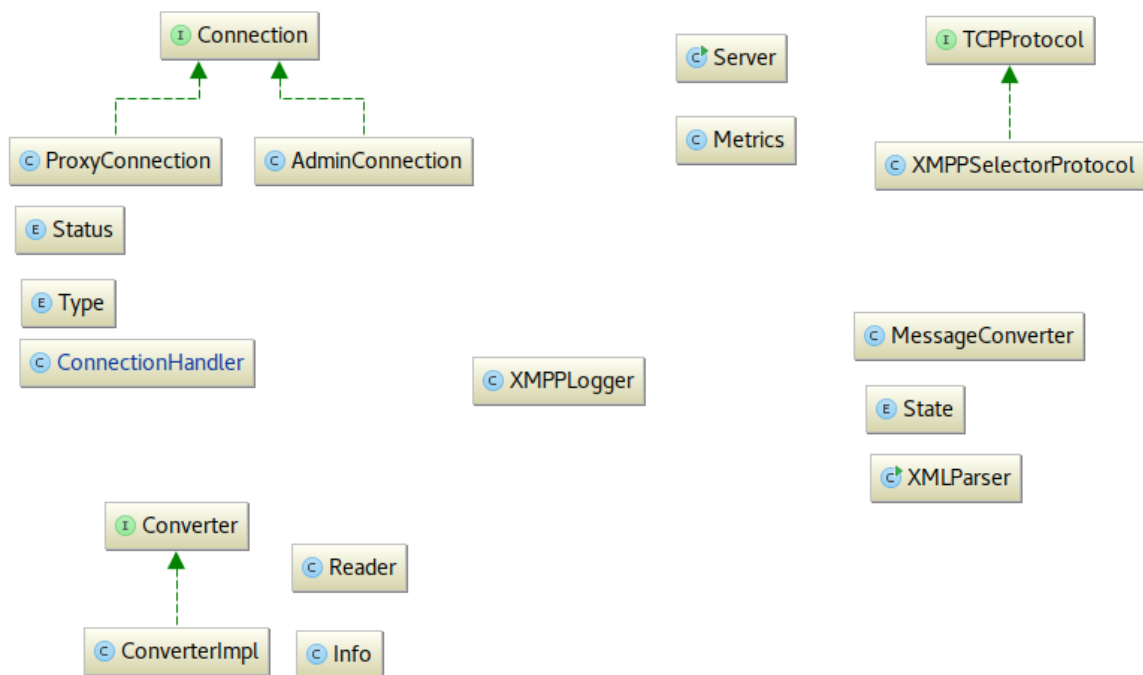 I Connection
C ProxyConnection
C AdminConnection
E Status
E Type
C ConnectionHandler
C Server
C Metrics
I TCPProtocol
C XMPPSelectorProtocol
C XMPPLogger
C MessageConverter
E State
C XMLParser
I Converter
C ConverterImpl
C Reader
C Info